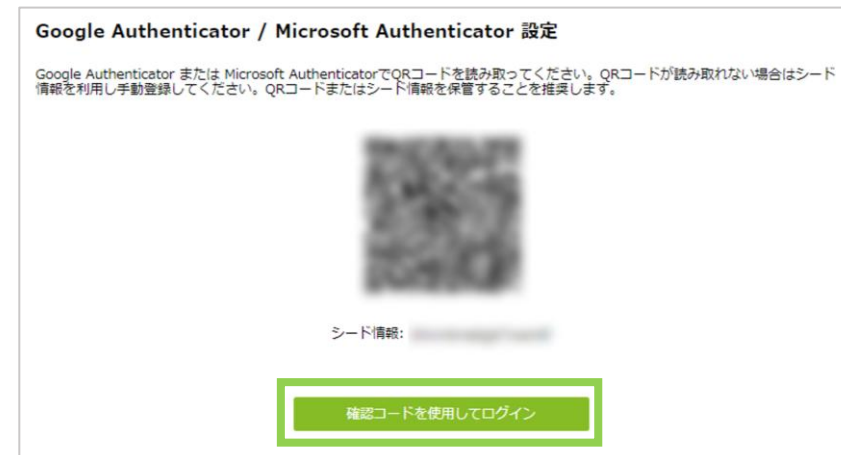 Google Authenticator / Microsoft Authenticator 設定
Google Authenticator または Microsoft AuthenticatorでQRコードを読み取ってください。QRコードが読み取れない場合はシード
情報を利用し手動登録してください。QRコードまたはシード情報を保管することを推奨します。
シード情報:
確認コードを使用してログイン